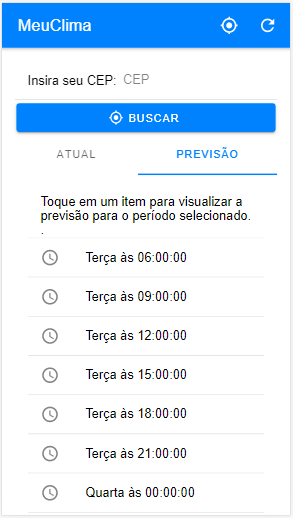 MeuClima
Insira seu CEP: CEP
BUSCAR
ATUAL PREVISÃO
Toque em um item para visualizar a
previsão para o período selecionado.
.
Terça às 06:00:00
Terça às 09:00:00
Terça às 12:00:00
Terça às 15:00:00
Terça às 18:00:00
Terça às 21:00:00
Quarta às 00:00:00